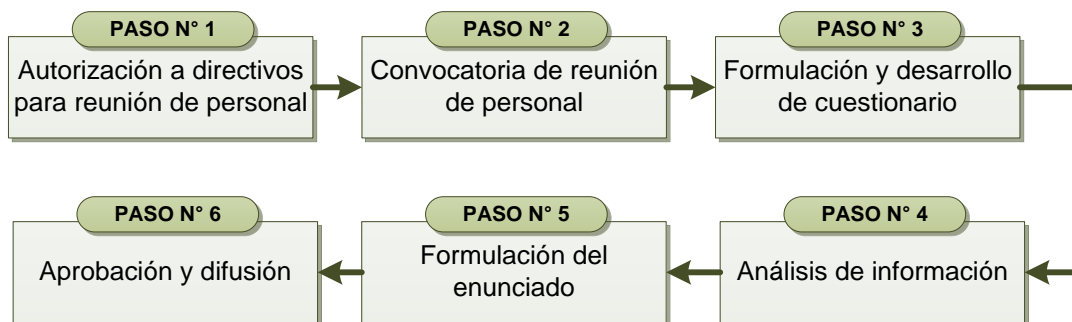 PASO N° 1
Autorización a directivos
para reunión de personal
PASO N° 2
Convocatoria de reunión
de personal
PASO N° 3
Formulación y desarrollo
de cuestionario
PASO N° 4
Análisis de información
PASO N° 5
Formulación del
enunciado
PASO N° 6
Aprobación y difusión